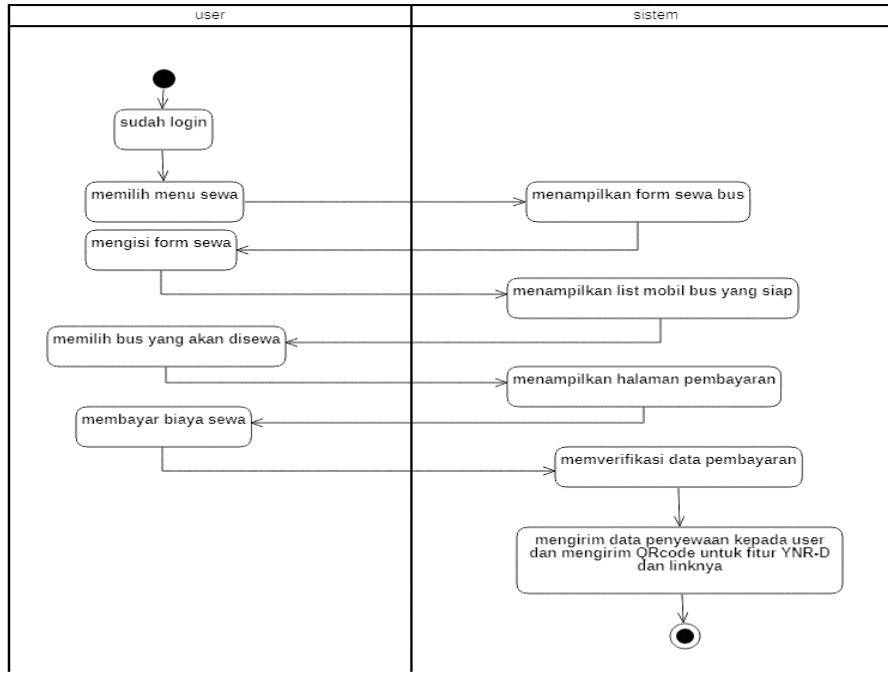 user
sistem
sudah login
memilih menu sewa
menampilkan form sewa bus
mengisi form sewa
menampilkan list mobil bus yang siap
memilih bus yang akan disewa
menampilkan halaman pembayaran
membayar biaya sewa
memverifikasi data pembayaran
mengirim data penyewaan kepada user
dan mengirim QRcode untuk fitur YNR-D
dan linknya